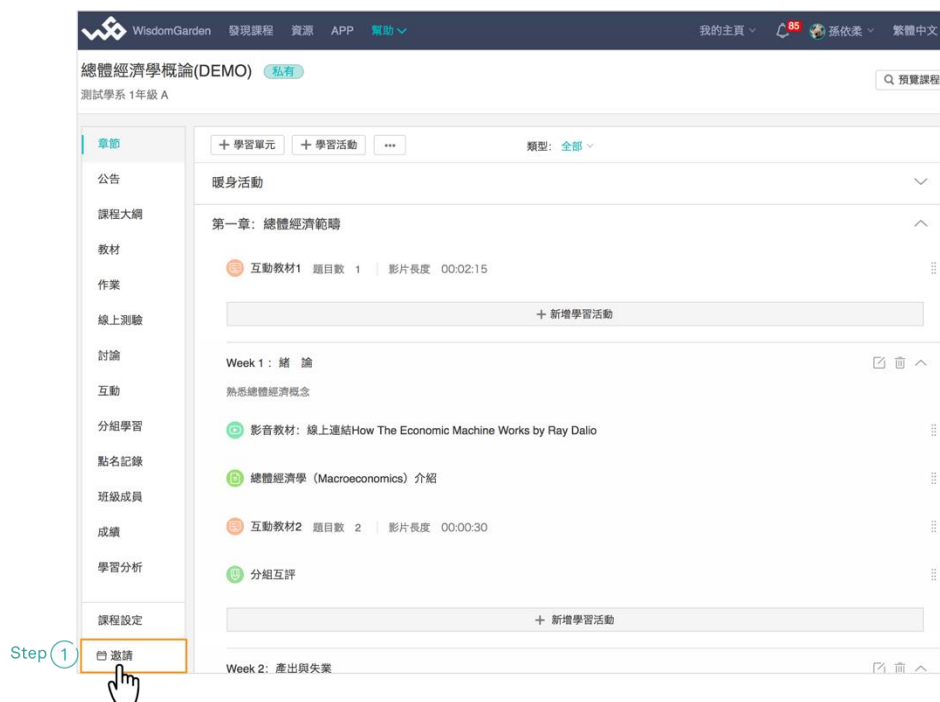 WisdomGarden 發現課程 資源 APP 幫助 我的主頁 85 孫依柔 繁體中文
總體經濟學概論(DEMO) 私有
測試學系 1年級 A
預覽課程
章節
公告
課程大綱
教材
作業
線上測驗
討論
互動
分組學習
點名記錄
班級成員
成績
學習分析
課程設定
Step 1 邀請
+ 學習單元 + 學習活動 ••• 類型: 全部
暖身活動
第一章: 總體經濟範疇
互動教材1 題目數 1 影片長度 00:02:15
+ 新增學習活動
Week 1: 緒 論
熟悉總體經濟概念
影音教材: 線上連結How The Economic Machine Works by Ray Dalio
總體經濟學（Macroeconomics）介紹
互動教材2 題目數 2 影片長度 00:00:30
分組互評
+ 新增學習活動
Week 2: 產出與失業